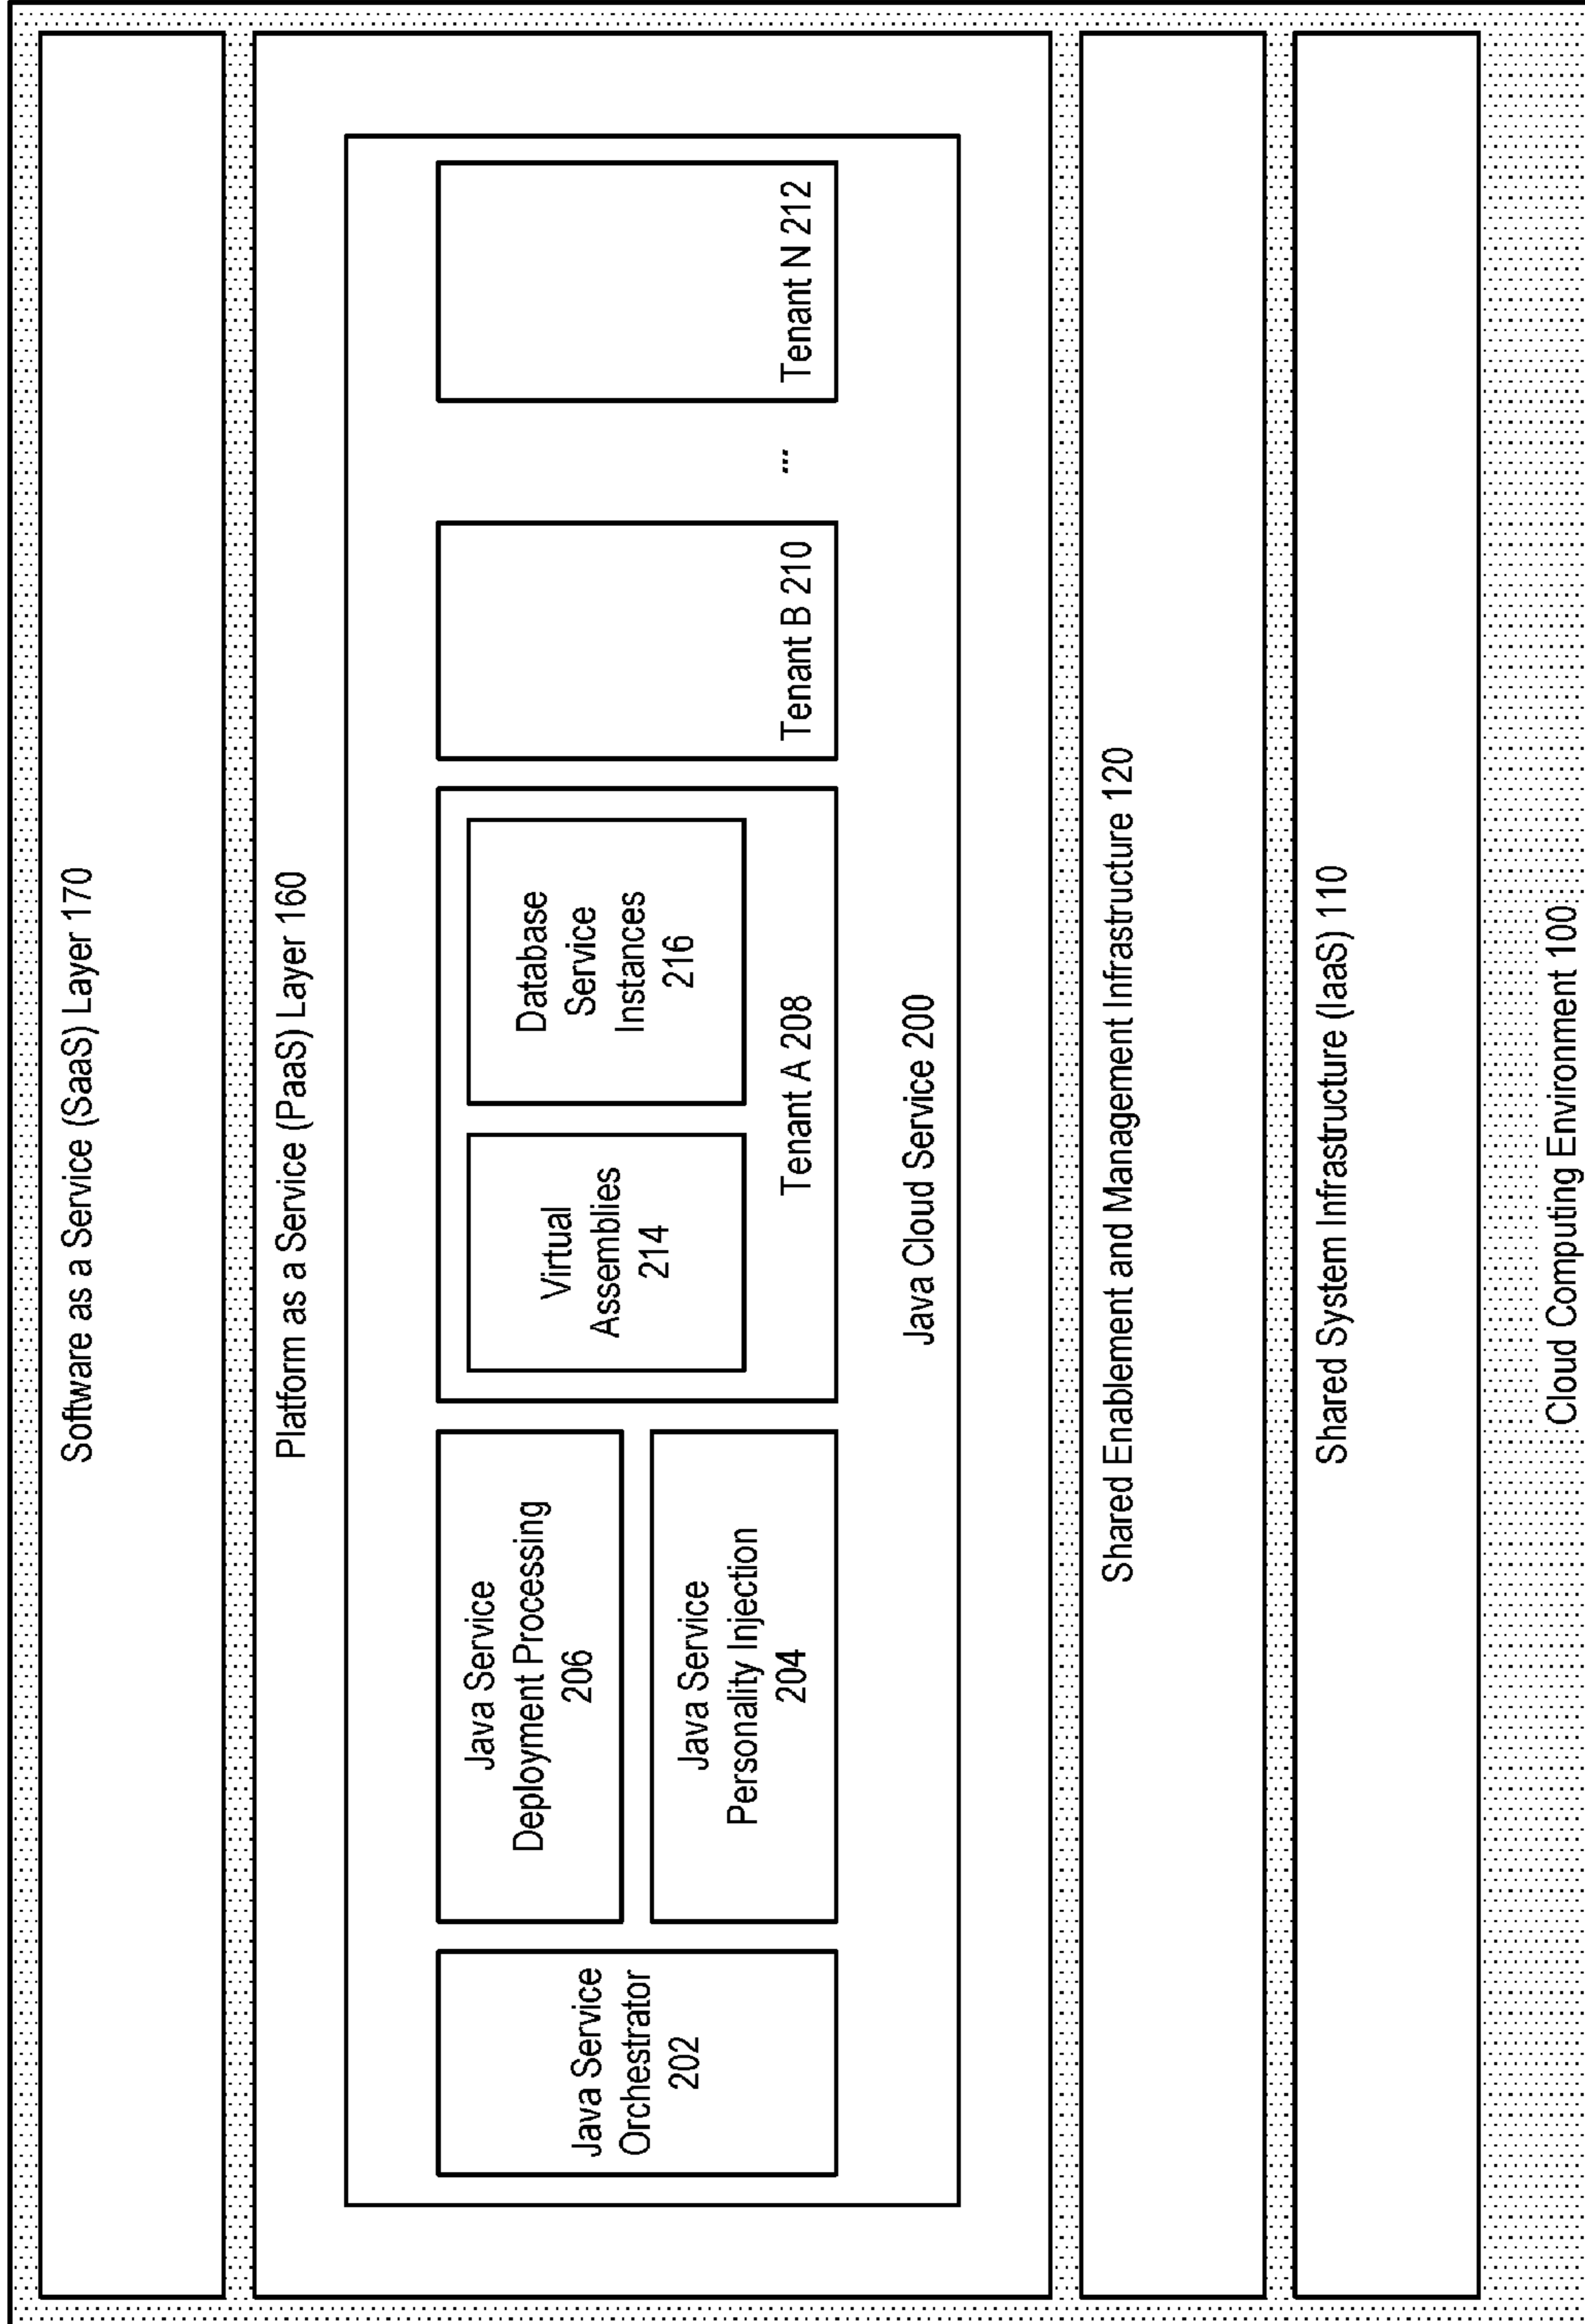 Software as a Service (SaaS) Layer 170
Platform as a Service (PaaS) Layer 160
Java Service
Orchestrator
202
Java Service
Deployment Processing
206
Java Service
Personality Injection
204
Virtual
Assemblies
214
Database
Service
Instances
216
Tenant A 208
Tenant B 210
...
Tenant N 212
Java Cloud Service 200
Shared Enablement and Management Infrastructure 120
Shared System Infrastructure (IaaS) 110
Cloud Computing Environment 100